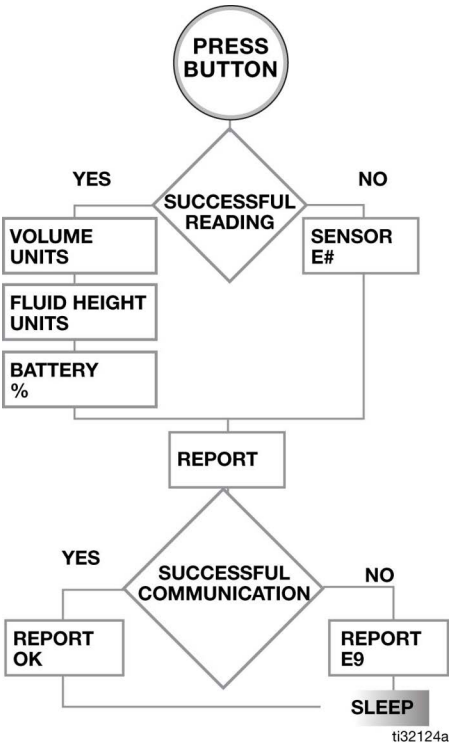 PRESS
BUTTON
YES
NO
SUCCESSFUL
READING
VOLUME
UNITS
SENSOR
E#
FLUID HEIGHT
UNITS
BATTERY
%
REPORT
YES
NO
SUCCESSFUL
COMMUNICATION
REPORT
OK
REPORT
E9
SLEEP
ti32124a